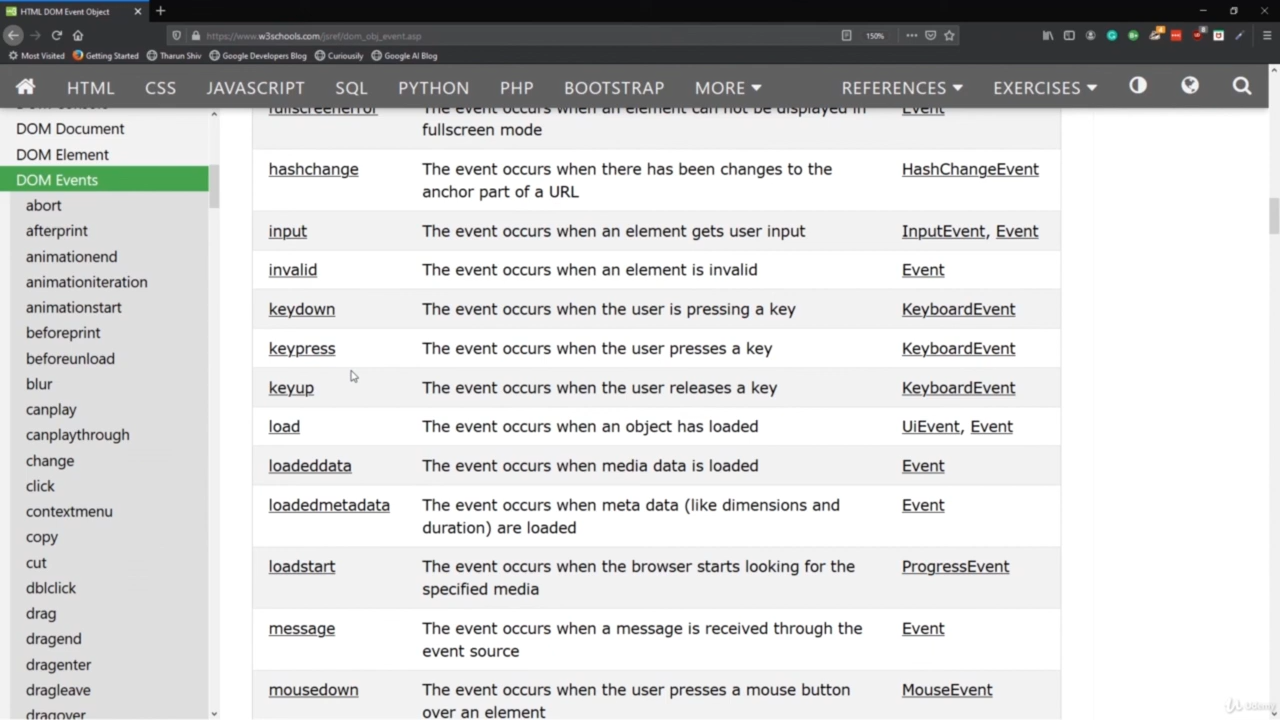 HTML DOM Event Object
https://www.w3schools.com/jsref/dom_obj_event.asp
150%
Most Visited
Getting Started
Tharun Shiv
Google Developers Blog
Curiousily
Google AI Blog
HTML
CSS
JAVASCRIPT
SQL
PYTHON
PHP
BOOTSTRAP
MORE
REFERENCES
EXERCISES
DOM Console
DOM Document
DOM Element
DOM Events
abort
afterprint
animationend
animationiteration
animationstart
beforeprint
beforeunload
blur
canplay
canplaythrough
change
click
contextmenu
copy
cut
dblclick
drag
dragend
dragenter
dragleave
dragover
fullscreenerror The event occurs when an element can not be displayed in Event
fullscreen mode
hashchange The event occurs when there has been changes to the HashChangeEvent
anchor part of a URL
input The event occurs when an element gets user input InputEvent, Event
invalid The event occurs when an element is invalid Event
keydown The event occurs when the user is pressing a key KeyboardEvent
keypress The event occurs when the user presses a key KeyboardEvent
keyup The event occurs when the user releases a key KeyboardEvent
load The event occurs when an object has loaded UiEvent, Event
loadeddata The event occurs when media data is loaded Event
loadedmetadata The event occurs when meta data (like dimensions and Event
duration) are loaded
loadstart The event occurs when the browser starts looking for the ProgressEvent
specified media
message The event occurs when a message is received through the Event
event source
mousedown The event occurs when the user presses a mouse button MouseEvent
over an element
Udemy